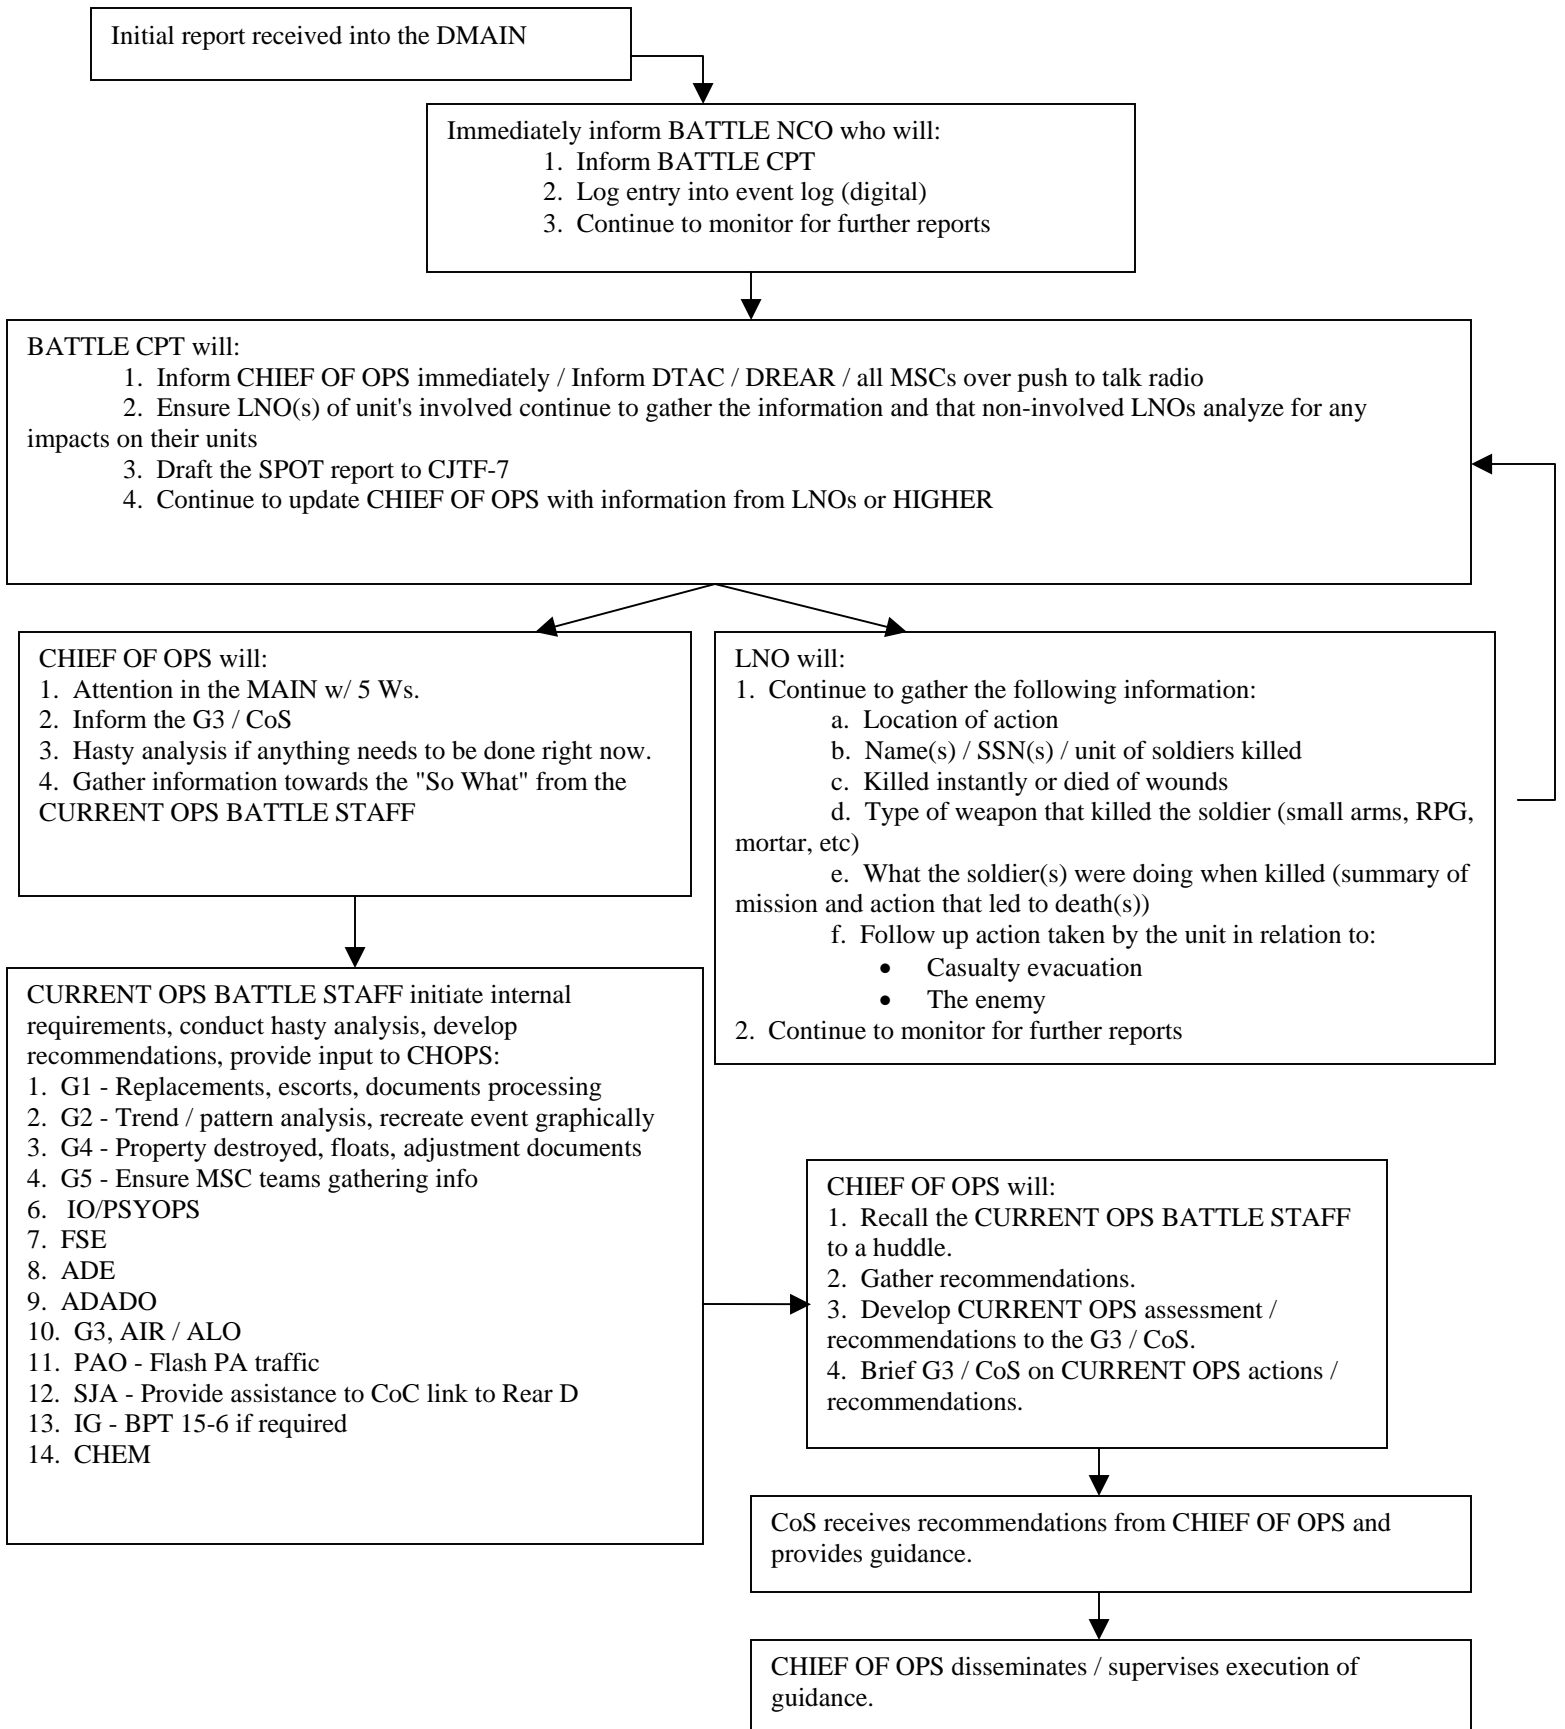 Initial report received into the DMAIN
Immediately inform BATTLE NCO who will:
1. Inform BATTLE CPT
2. Log entry into event log (digital)
3. Continue to monitor for further reports
BATTLE CPT will:
1. Inform CHIEF OF OPS immediately / Inform DTAC / DREAR / all MSCs over push to talk radio
2. Ensure LNO(s) of unit's involved continue to gather the information and that non-involved LNOs analyze for any
impacts on their units
3. Draft the SPOT report to CJTF-7
4. Continue to update CHIEF OF OPS with information from LNOs or HIGHER
CHIEF OF OPS will:
1. Attention in the MAIN w/ 5 Ws.
2. Inform the G3 / CoS
3. Hasty analysis if anything needs to be done right now.
4. Gather information towards the "So What" from the
CURRENT OPS BATTLE STAFF
LNO will:
1. Continue to gather the following information:
a. Location of action
b. Name(s) / SSN(s) / unit of soldiers killed
c. Killed instantly or died of wounds
d. Type of weapon that killed the soldier (small arms, RPG,
mortar, etc)
e. What the soldier(s) were doing when killed (summary of
mission and action that led to death(s))
f. Follow up action taken by the unit in relation to:
• Casualty evacuation
• The enemy
2. Continue to monitor for further reports
CURRENT OPS BATTLE STAFF initiate internal
requirements, conduct hasty analysis, develop
recommendations, provide input to CHOPS:
1. G1 - Replacements, escorts, documents processing
2. G2 - Trend / pattern analysis, recreate event graphically
3. G4 - Property destroyed, floats, adjustment documents
4. G5 - Ensure MSC teams gathering info
6. IO/PSYOPS
7. FSE
8. ADE
9. ADADO
10. G3, AIR / ALO
11. PAO - Flash PA traffic
12. SJA - Provide assistance to CoC link to Rear D
13. IG - BPT 15-6 if required
14. CHEM
CHIEF OF OPS will:
1. Recall the CURRENT OPS BATTLE STAFF
to a huddle.
2. Gather recommendations.
3. Develop CURRENT OPS assessment /
recommendations to the G3 / CoS.
4. Brief G3 / CoS on CURRENT OPS actions /
recommendations.
CoS receives recommendations from CHIEF OF OPS and
provides guidance.
CHIEF OF OPS disseminates / supervises execution of
guidance.